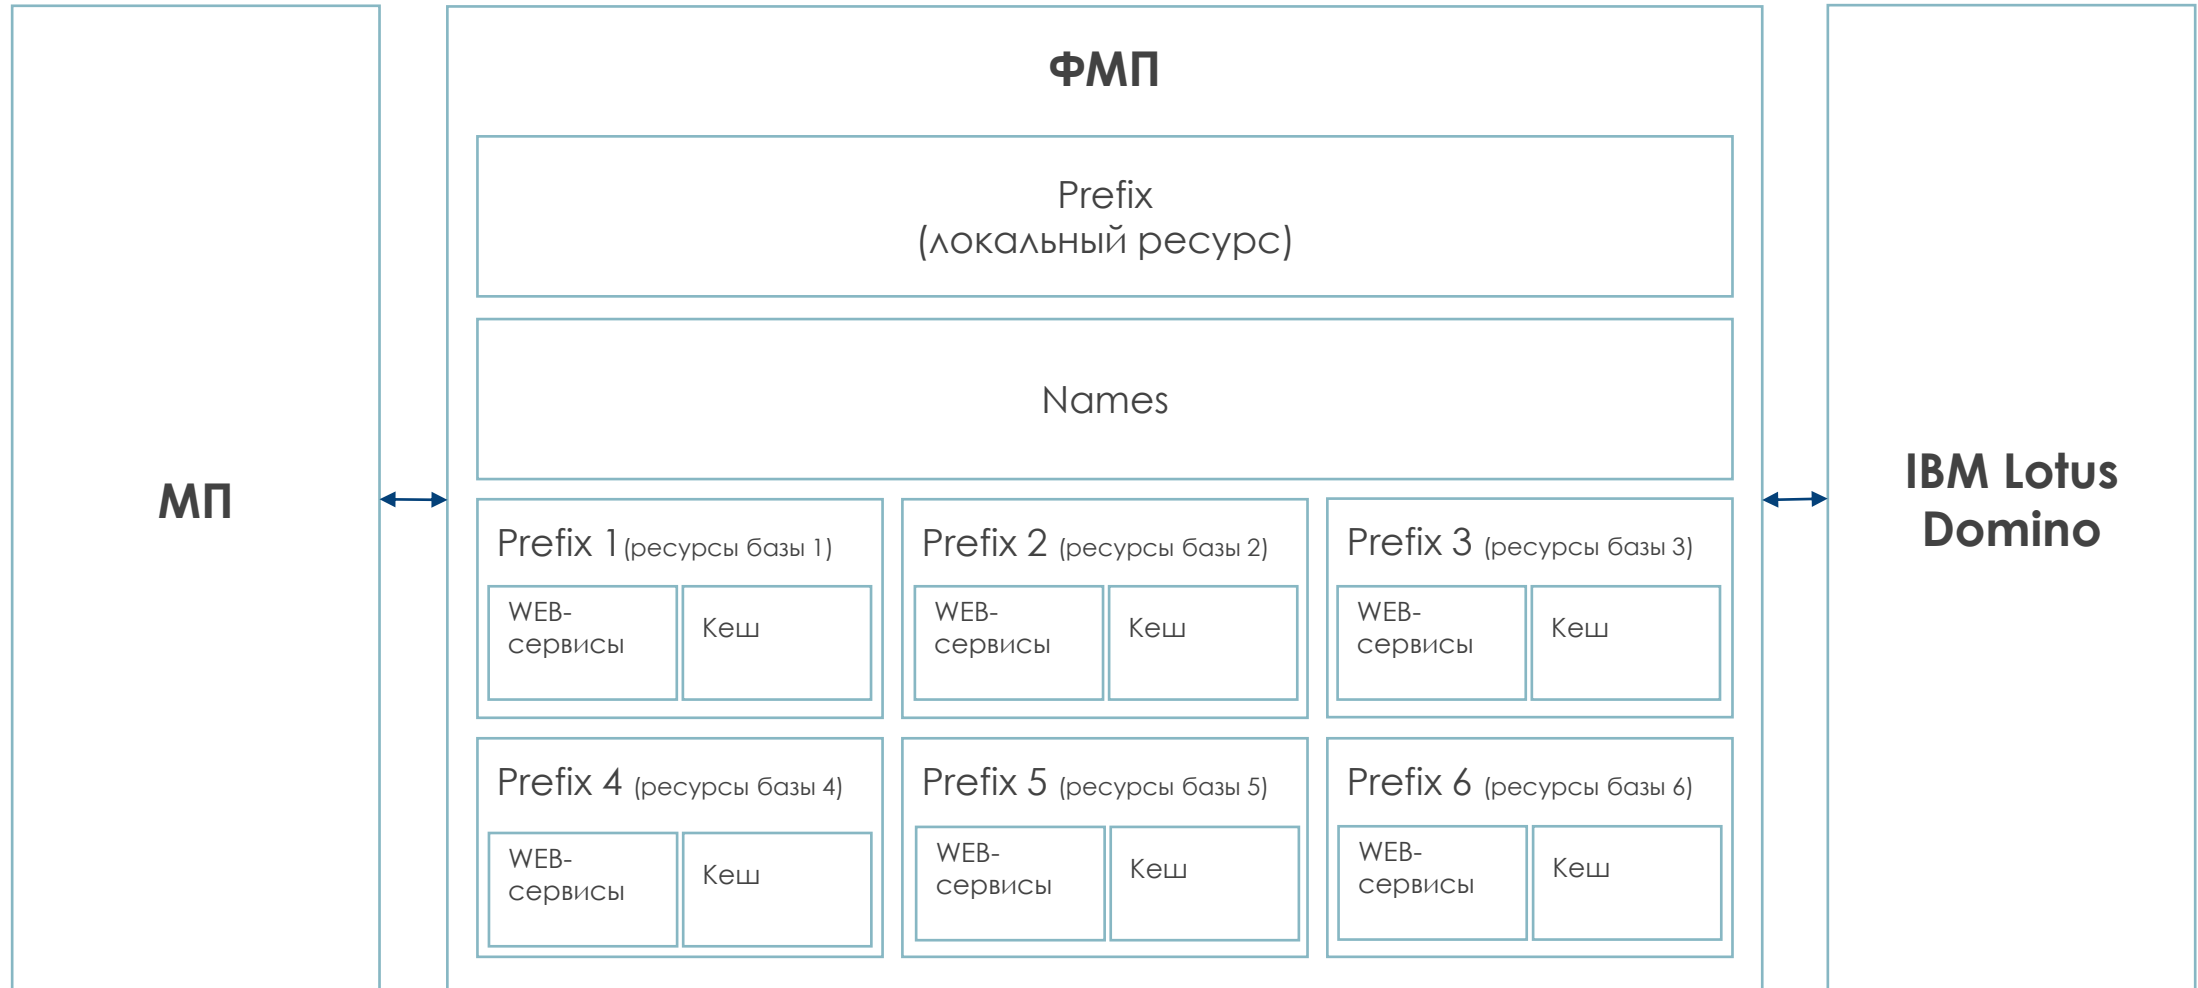 ФМП
Prefix
(локальный ресурс)
Names
МП
IBM Lotus
Domino
Prefix 1(ресурсы базы 1)
WEB-
сервисы
Кеш
Prefix 2 (ресурсы базы 2)
WEB-
сервисы
Кеш
Prefix 3 (ресурсы базы 3)
WEB-
сервисы
Кеш
Prefix 4 (ресурсы базы 4)
WEB-
сервисы
Кеш
Prefix 5 (ресурсы базы 5)
WEB-
сервисы
Кеш
Prefix 6 (ресурсы базы 6)
WEB-
сервисы
Кеш